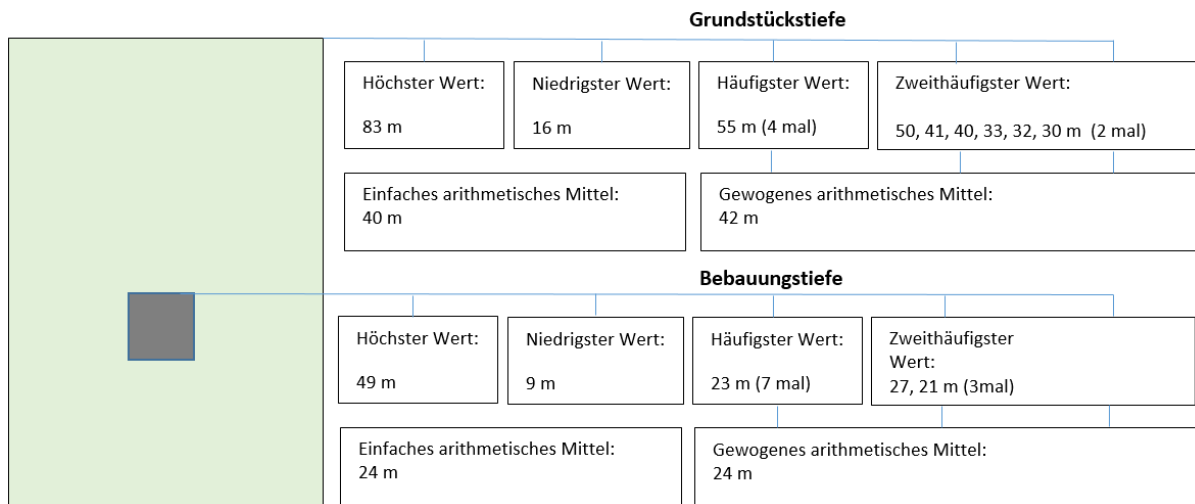 Grundstückstiefe
Höchster Wert:
83 m
Niedrigster Wert:
16 m
Häufigster Wert:
55 m (4 mal)
Zweithäufigster Wert:
50, 41, 40, 33, 32, 30 m  (2 mal)
Einfaches arithmetisches Mittel:
40 m
Gewogenes arithmetisches Mittel:
42 m
Bebauungstiefe
Höchster Wert:
49 m
Niedrigster Wert:
9 m
Häufigster Wert:
23 m (7 mal)
Zweithäufigster
Wert:
27, 21 m (3mal)
Einfaches arithmetisches Mittel:
24 m
Gewogenes arithmetisches Mittel:
24 m